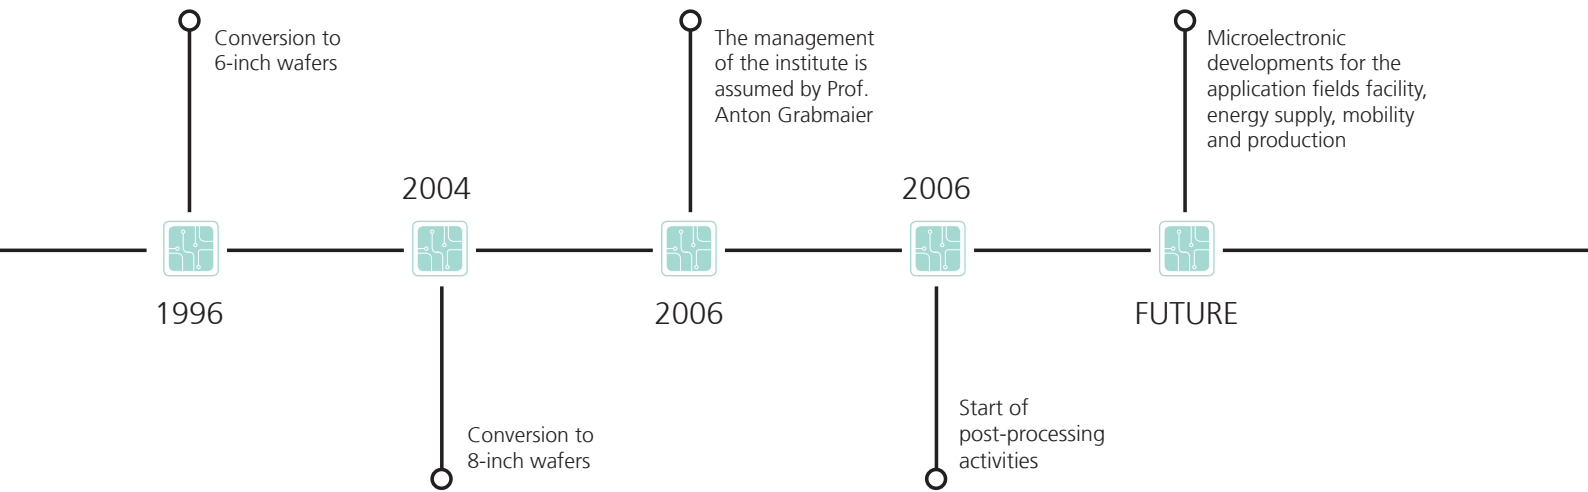 Conversion to
6-inch wafers
1996
2004
Conversion to
8-inch wafers
The management
of the institute is
assumed by Prof.
Anton Grabmaier
2006
2006
Start of
post-processing
activities
Microelectronic
developments for the
application fields facility,
energy supply, mobility
and production
FUTURE